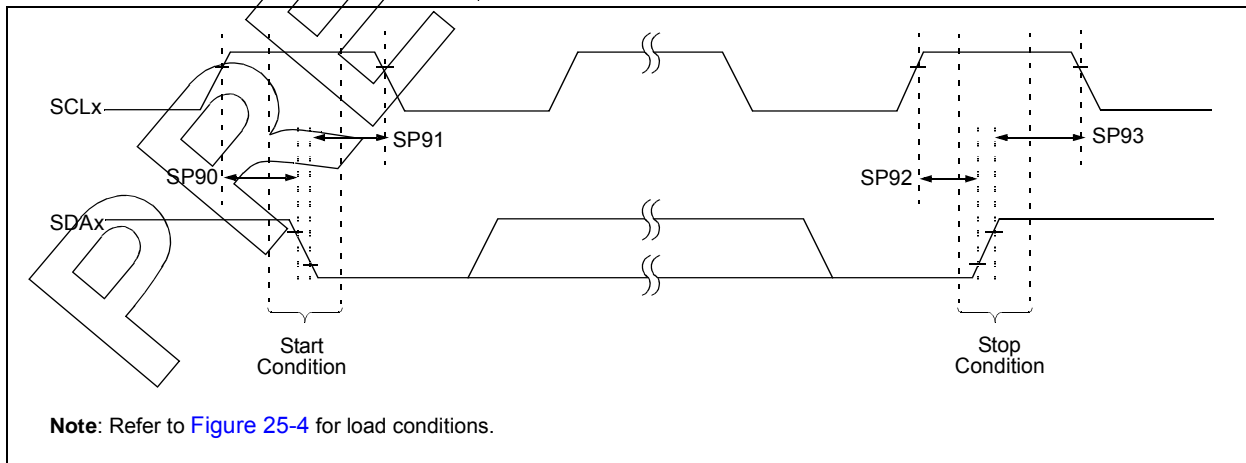 SCLx
SP91
SP93
SP90
SP92
SDAx
Start
Condition
Stop
Condition
Note: Refer to Figure 25-4 for load conditions.
PRE